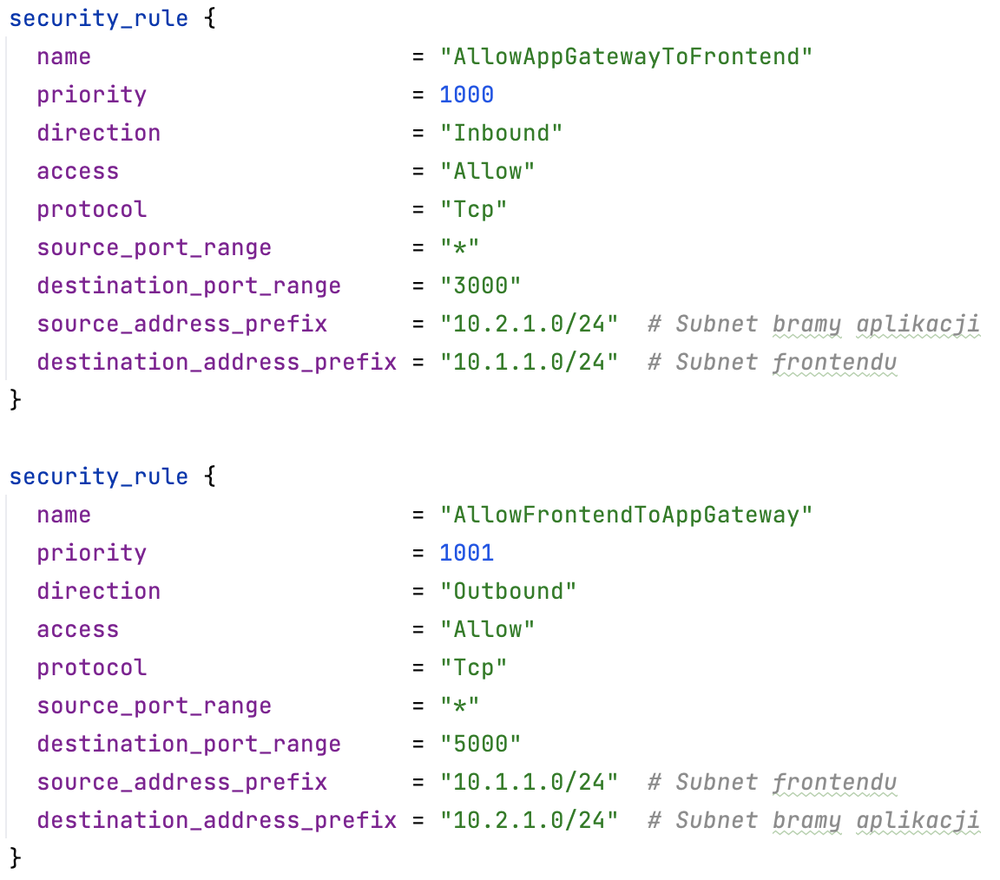 security_rule {
  name                       = "AllowAppGatewayToFrontend"
  priority                   = 1000
  direction                  = "Inbound"
  access                     = "Allow"
  protocol                   = "Tcp"
  source_port_range          = "*"
  destination_port_range     = "3000"
  source_address_prefix      = "10.2.1.0/24"  # Subnet bramy aplikacji
  destination_address_prefix = "10.1.1.0/24"  # Subnet frontendu
}

security_rule {
  name                       = "AllowFrontendToAppGateway"
  priority                   = 1001
  direction                  = "Outbound"
  access                     = "Allow"
  protocol                   = "Tcp"
  source_port_range          = "*"
  destination_port_range     = "5000"
  source_address_prefix      = "10.1.1.0/24"  # Subnet frontendu
  destination_address_prefix = "10.2.1.0/24"  # Subnet bramy aplikacji
}